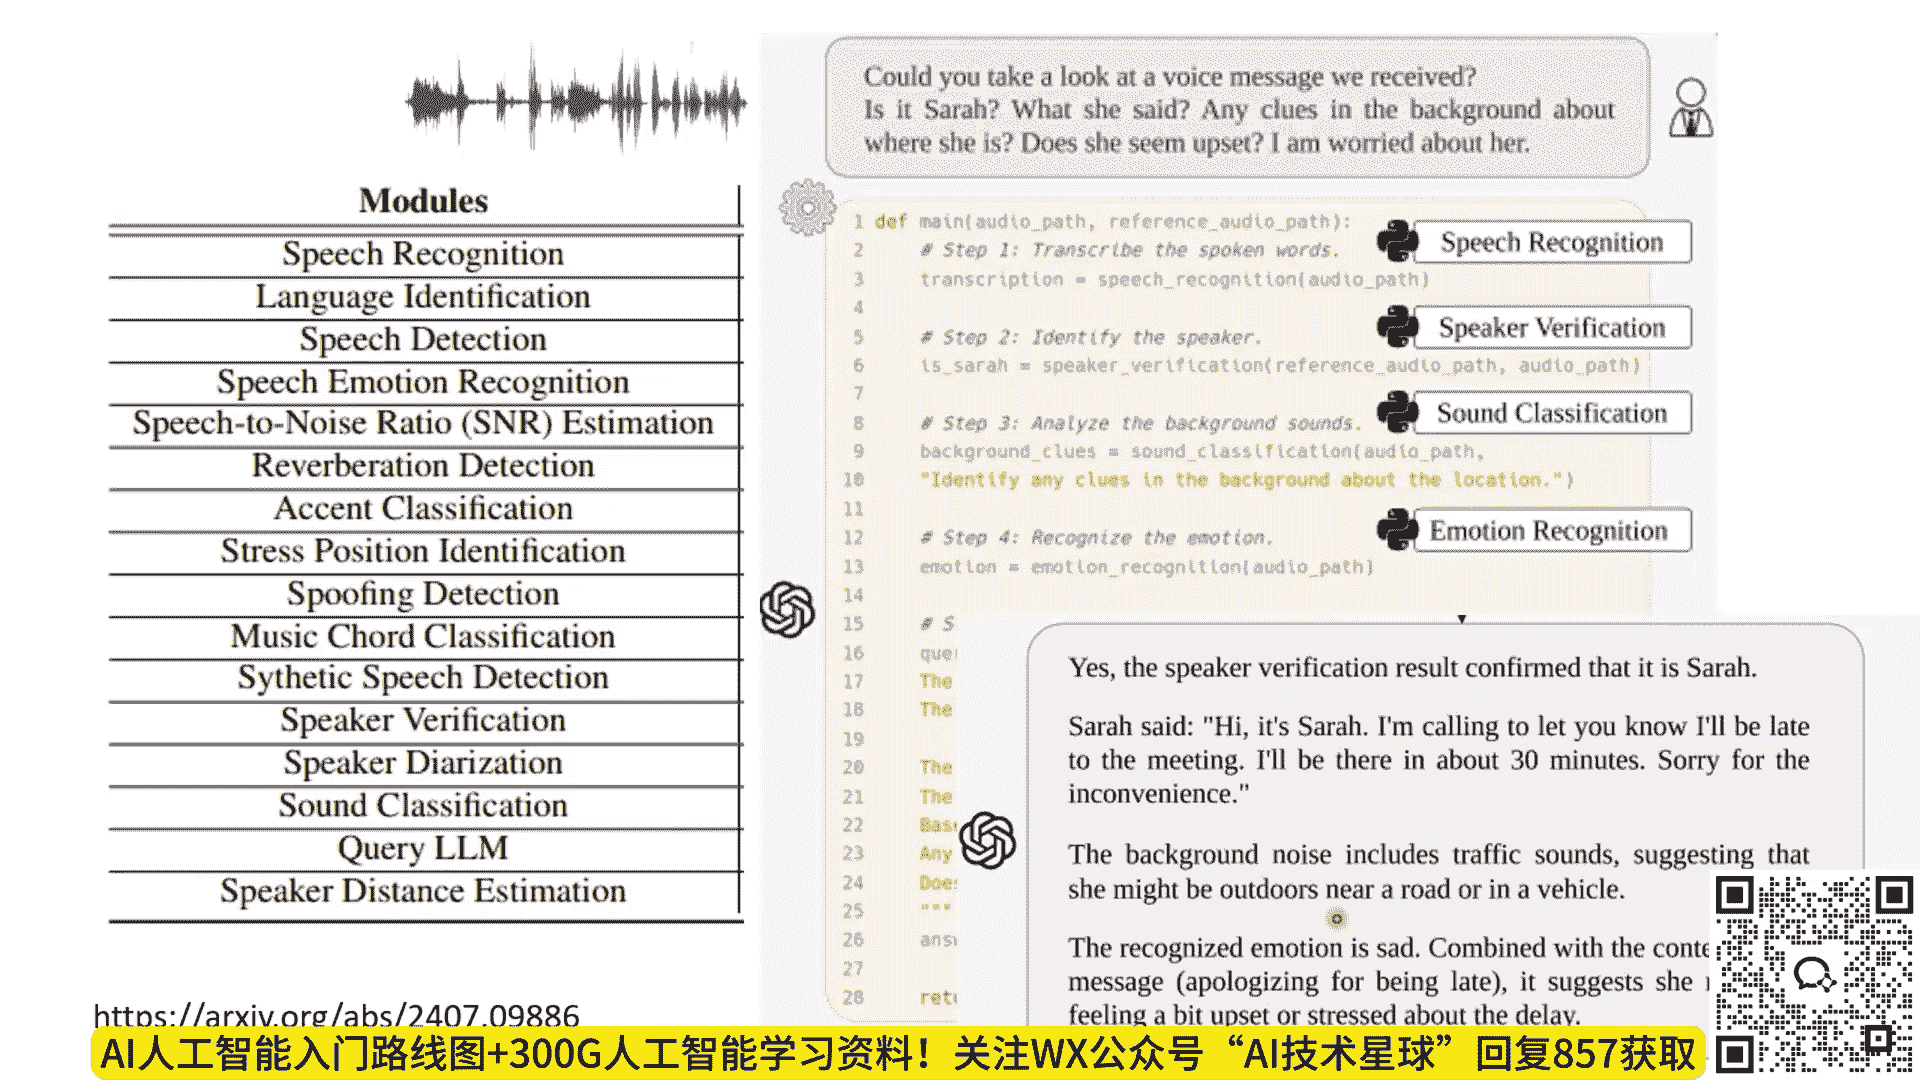 Modules
Speech Recognition
Language Identification
Speech Detection
Speech Emotion Recognition
Speech-to-Noise Ratio (SNR) Estimation
Reverberation Detection
Accent Classification
Stress Position Identification
Spoofing Detection
Music Chord Classification
Sythetic Speech Detection
Speaker Verification
Speaker Diarization
Sound Classification
Query LLM
Speaker Distance Estimation
https://arxiv.org/abs/2407.09886
Could you take a look at a voice message we received?
Is it Sarah? What she said? Any clues in the background about
where she is? Does she seem upset? I am worried about her.
1 def main(audio_path, reference_audio_path):
2 # Step 1: Transcribe the spoken words.
3 transcription = speech_recognition(audio_path)
4
5 # Step 2: Identify the speaker.
6 is_sarah = speaker_verification(reference_audio_path, audio_path)
7
8 # Step 3: Analyze the background sounds.
9 background_clues = sound_classification(audio_path,
10 "Identify any clues in the background about the location.")
11
12 # Step 4: Recognize the emotion.
13 emotion = emotion_recognition(audio_path)
14
15 # S
16 que
17 The
18 The
19
20 The
21 The
22 Bas
23 Any
24 Does
25 """
26 ans
27
28 ret
Speech Recognition
Speaker Verification
Sound Classification
Emotion Recognition
Yes, the speaker verification result confirmed that it is Sarah.
Sarah said: "Hi, it's Sarah. I'm calling to let you know I'll be late
to the meeting. I'll be there in about 30 minutes. Sorry for the
inconvenience."
The background noise includes traffic sounds, suggesting that
she might be outdoors near a road or in a vehicle.
The recognized emotion is sad. Combined with the conte
message (apologizing for being late), it suggests she
feeling a bit upset or stressed about the delay.
AI人工智能入门路线图+300G人工智能学习资料！关注WX公众号“AI技术星球”回复857获取